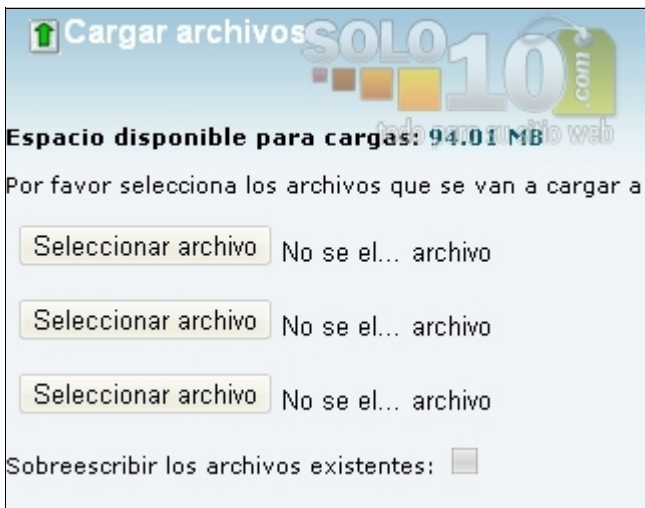 Cargar archivos
SOLO10.com
todo para su sitio web
Espacio disponible para cargas: 94.01 MB
Por favor selecciona los archivos que se van a cargar a
Seleccionar archivo No se el... archivo
Seleccionar archivo No se el... archivo
Seleccionar archivo No se el... archivo
Sobreescribir los archivos existentes: